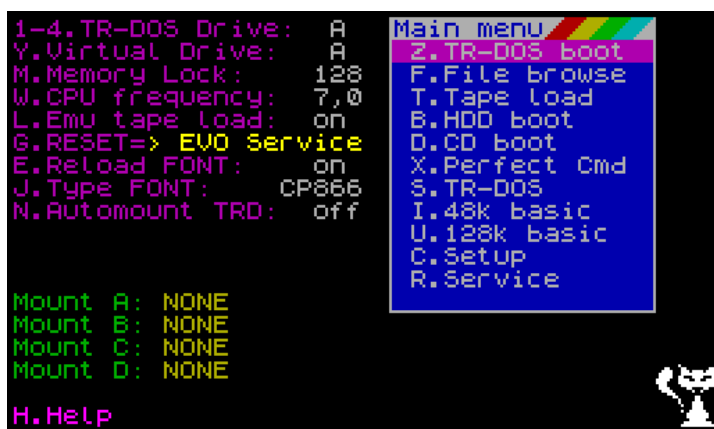 1-4.TR-DOS Drive: A
Y.Virtual Drive: A
M.Memory Lock: 128
W.CPU frequency: 7,0
L.Emu tape load: on
G.RESET=> EVO Service
E.Reload FONT: on
J.Type FONT: CP866
N.Automount TRD: off
Mount A: NONE
Mount B: NONE
Mount C: NONE
Mount D: NONE
H.Help
Main menu
Z.TR-DOS boot
F.File browse
T.Tape load
B.HDD boot
D.CD boot
X.Perfect Cmd
S.TR-DOS
I.48k basic
U.128k basic
C.Setup
R.Service